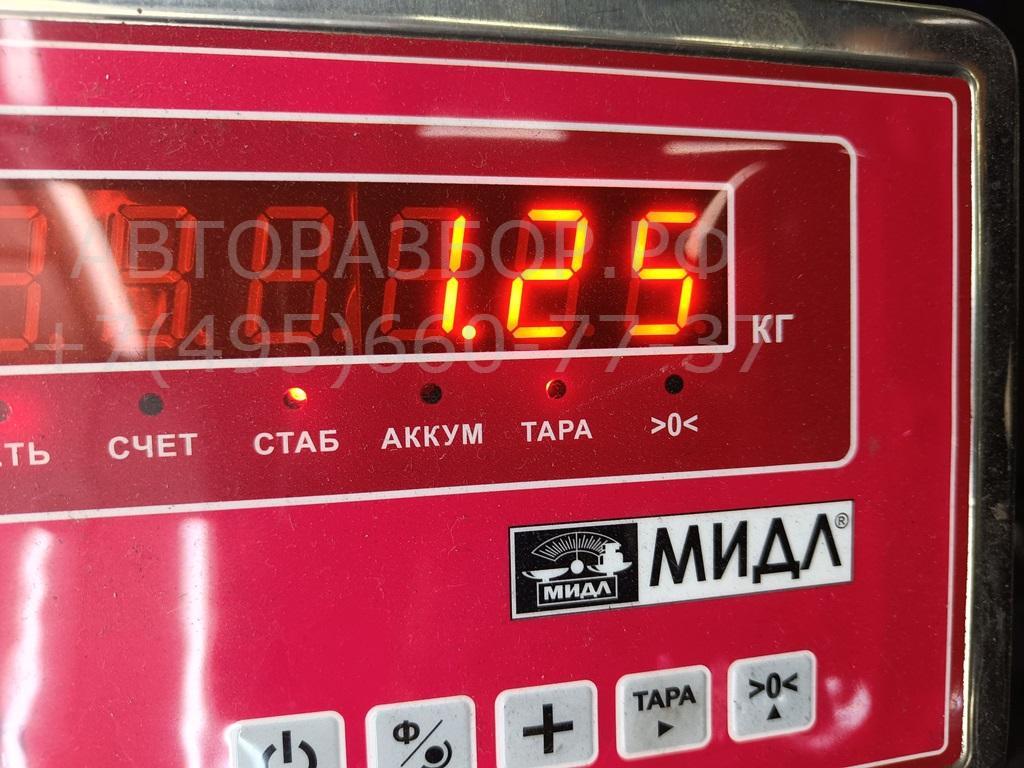 АВТОРАЗБОР.РФ
1.25
+7(495)660-77-37
КГ
СЧЕТ СТАБ АККУМ ТАРА >0<
МИДЛ МИДЛ®
Ф ТАРА >0<